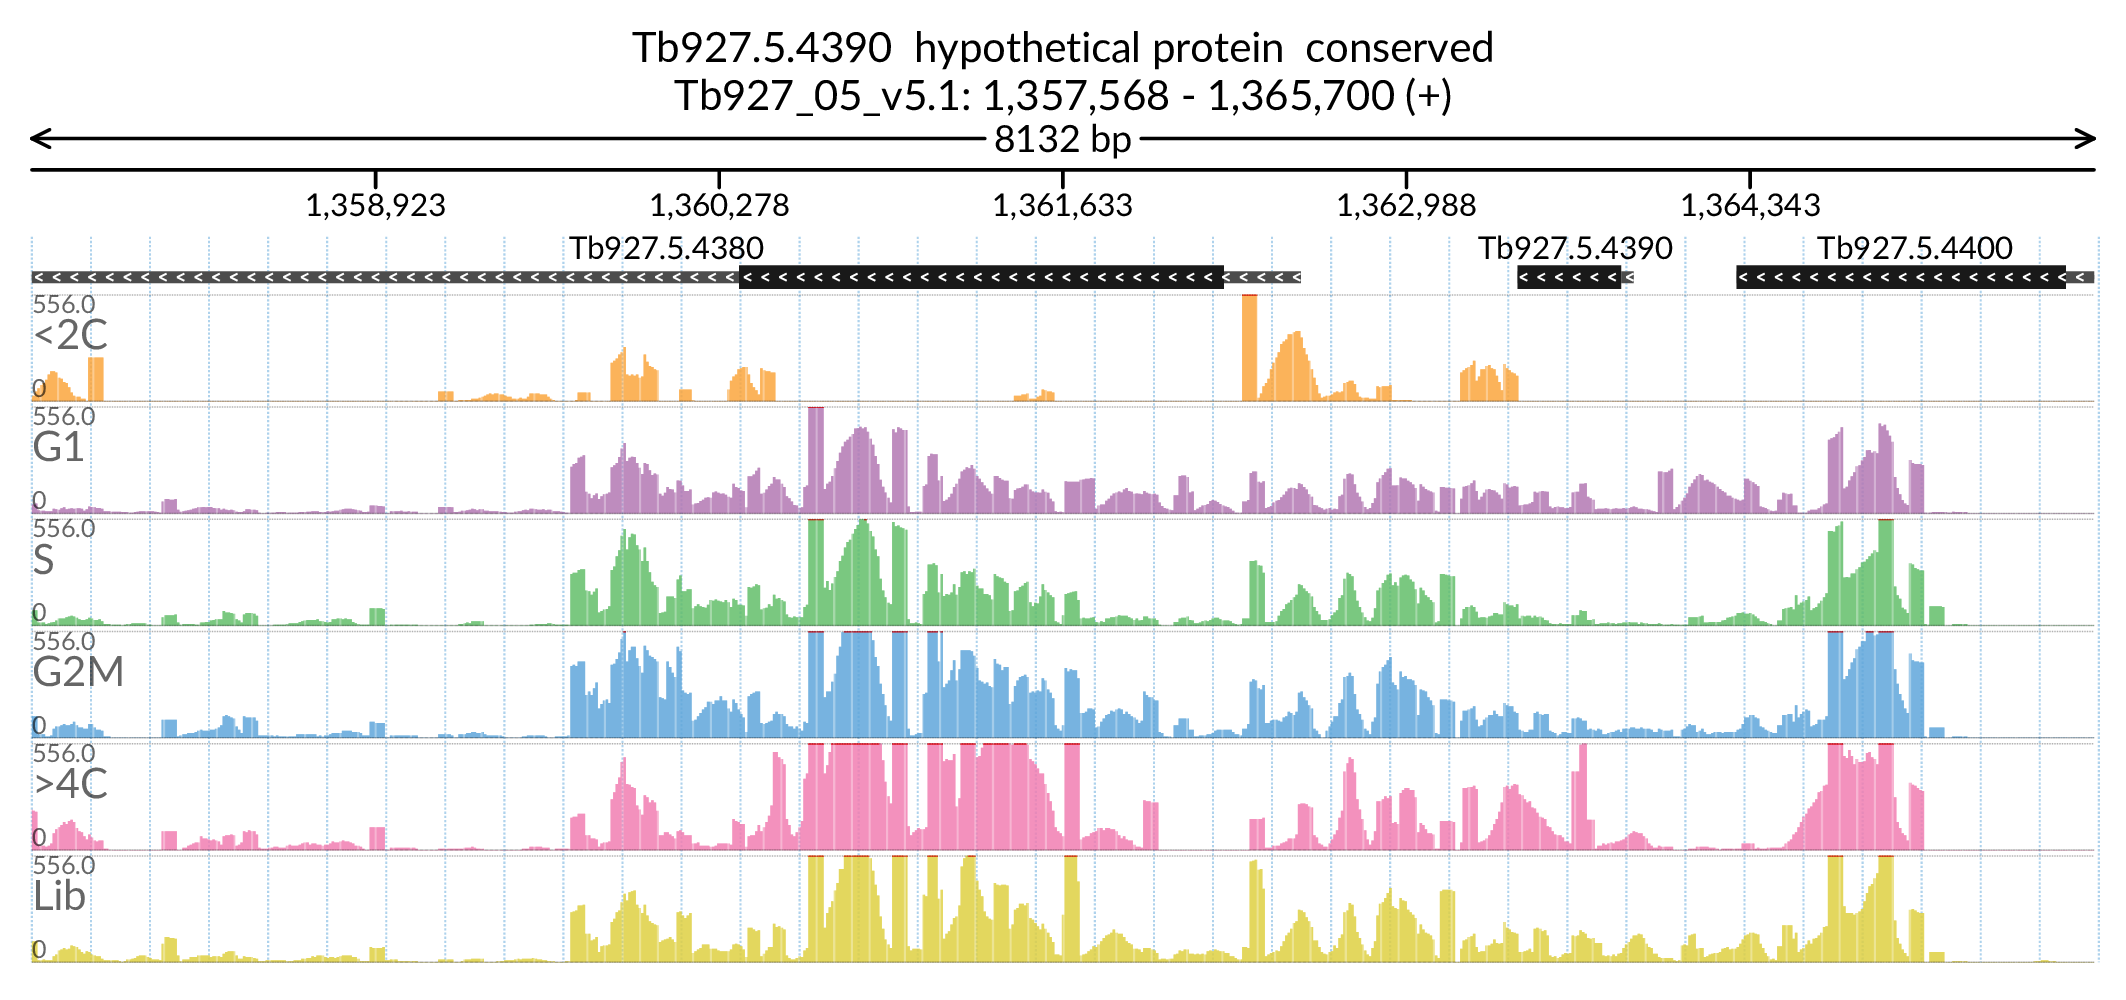 Tb927.5.4390  hypothetical protein  conserved
Tb927_05_v5.1: 1,357,568 - 1,365,700 (+)
8132 bp
1,358,923 1,360,278 1,361,633 1,362,988 1,364,343
Tb927.5.4380 Tb927.5.4390 Tb927.5.4400
556.0
<2C
0
556.0
G1
0
556.0
S
0
556.0
G2M
0
556.0
>4C
0
556.0
Lib
0